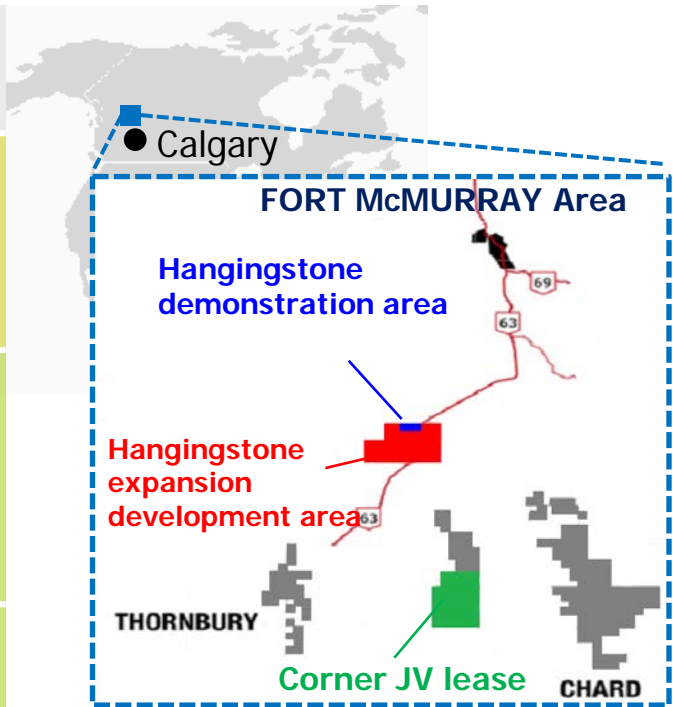 Calgary
FORT McMURRAY Area
Hangingstone
demonstration area
69
63
Hangingstone
expansion
development area
63
THORNBURY
Corner JV lease
CHARD